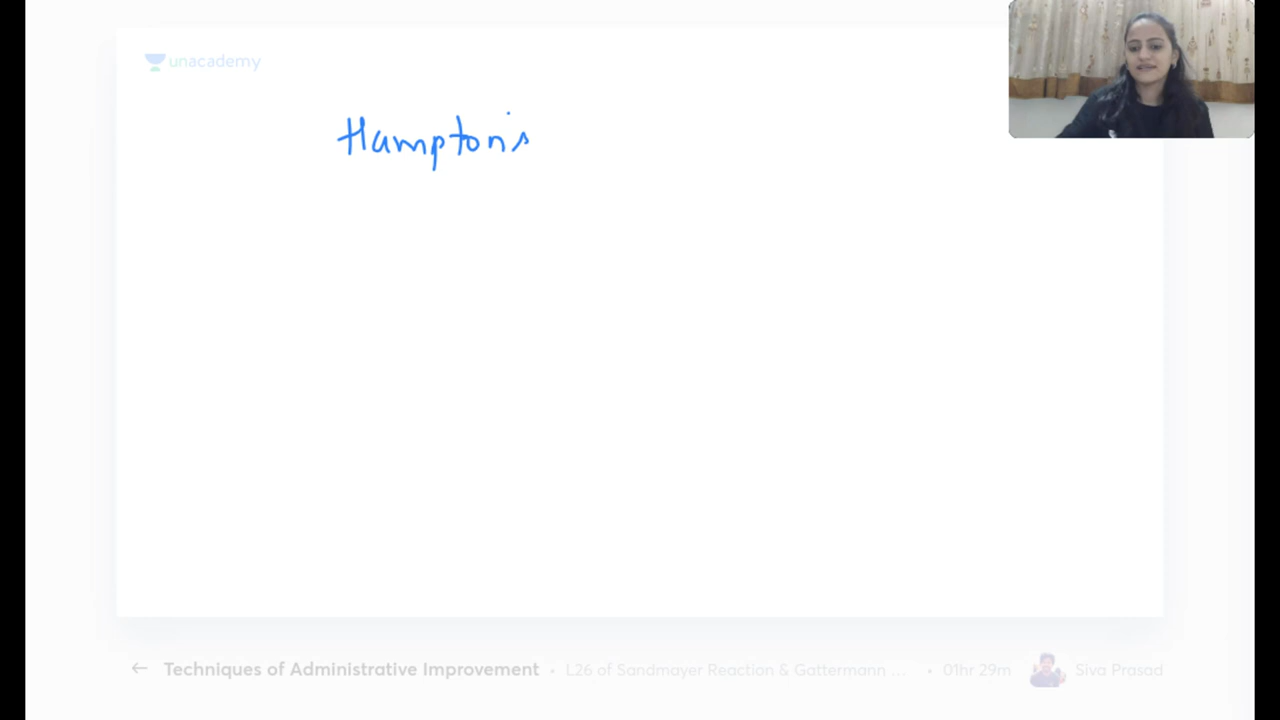 unacademy
Hampton's
← Techniques of Administrative Improvement • L26 of Sandmayer Reaction & Gattermann ... • 01hr 29m Siva Prasad